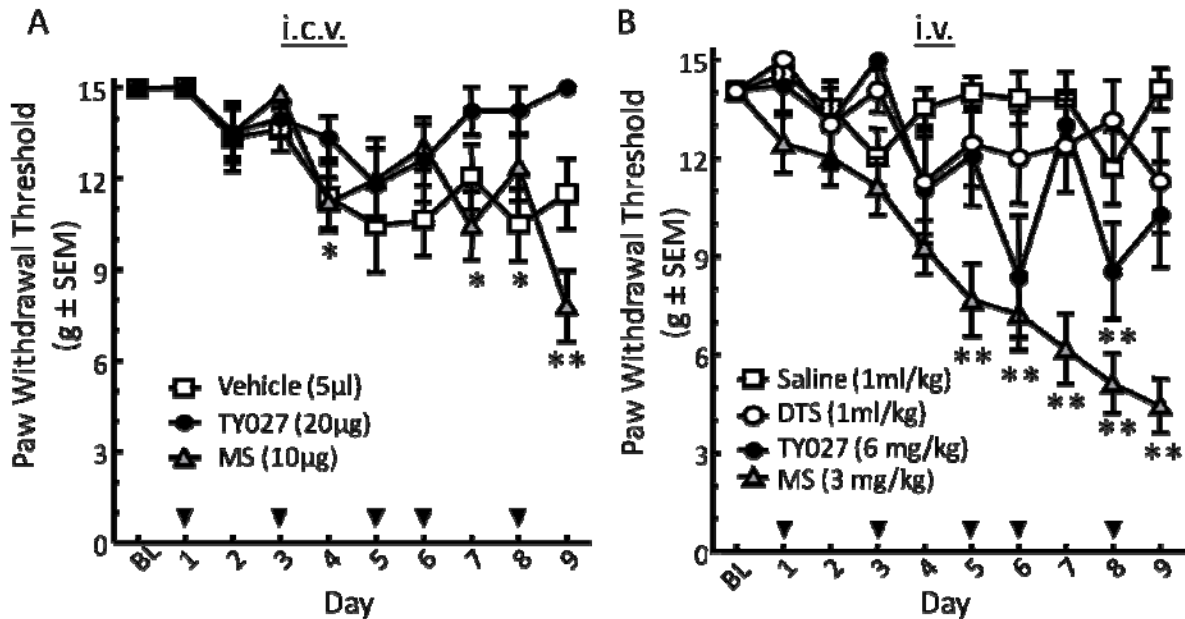 A
i.c.v.
Paw Withdrawal Threshold
(g ± SEM)
15
12
9
6
3
0
*
*
*
**
Vehicle (5µl)
TY027 (20µg)
MS (10µg)
BL 1 2 3 4 5 6 7 8 9
Day
B
i.v.
Paw Withdrawal Threshold
(g ± SEM)
15
12
9
6
3
0
**
**
**
**
**
**
Saline (1ml/kg)
DTS (1ml/kg)
TY027 (6 mg/kg)
MS (3 mg/kg)
BL 1 2 3 4 5 6 7 8 9
Day